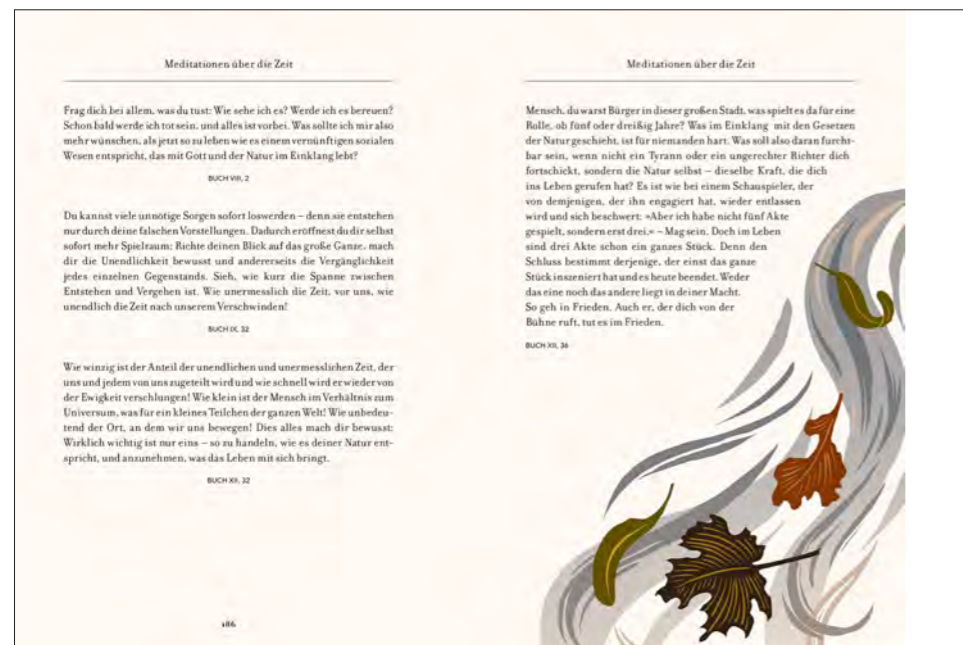 Meditationen über die Zeit
Frag dich bei allem, was du tust: Wie sehe ich es? Werde ich es bereuen?
Schon bald werde ich tot sein, und alles ist vorbei. Was sollte ich mir also
mehr wünschen, als jetzt so zu leben wie es einem vernünftigen sozialen
Wesen entspricht, das mit Gott und der Natur im Einklang lebt?
BUCH VIII, 2
Du kannst viele unnötige Sorgen sofort loswerden – denn sie entstehen
nur durch deine falschen Vorstellungen. Dadurch eröffnest du dir selbst
sofort mehr Spielraum: Richte deinen Blick auf das große Ganze, mach
dir die Unendlichkeit bewusst und andererseits die Vergänglichkeit
jedes einzelnen Gegenstands. Sieh, wie kurz die Spanne zwischen
Entstehen und Vergehen ist. Wie unermesslich die Zeit, vor uns, wie
unendlich die Zeit nach unserem Verschwinden!
BUCH IX, 32
Wie winzig ist der Anteil der unendlichen und unermesslichen Zeit, der
uns und jedem von uns zugeteilt wird und wie schnell wird er wieder von
der Ewigkeit verschlungen! Wie klein ist der Mensch im Verhältnis zum
Universum, was für ein kleines Teilchen der ganzen Welt! Wie unbedeu-
tend der Ort, an dem wir uns bewegen! Dies alles mach dir bewusst:
Wirklich wichtig ist nur eins – so zu handeln, wie es deiner Natur ent-
spricht, und anzunehmen, was das Leben mit sich bringt.
BUCH XII, 32
186
Meditationen über die Zeit
Mensch, du warst Bürger in dieser großen Stadt, was spielt es da für eine
Rolle, ob fünf oder dreißig Jahre? Was im Einklang mit den Gesetzen
der Natur geschieht, ist für niemanden hart. Was soll also daran furcht-
bar sein, wenn nicht ein Tyrann oder ein ungerechter Richter dich
fortschickt, sondern die Natur selbst – dieselbe Kraft, die dich
ins Leben gerufen hat? Es ist wie bei einem Schauspieler, der
von demjenigen, der ihn engagiert hat, wieder entlassen
wird und sich beschwert: »Aber ich habe nicht fünf Akte
gespielt, sondern erst drei.« – Mag sein. Doch im Leben
sind drei Akte schon ein ganzes Stück. Denn den
Schluss bestimmt derjenige, der einst das ganze
Stück inszeniert hat und es heute beendet. Weder
das eine noch das andere liegt in deiner Macht.
So geh in Frieden. Auch er, der dich von der
Bühne ruft, tut es im Frieden.
BUCH XII, 36